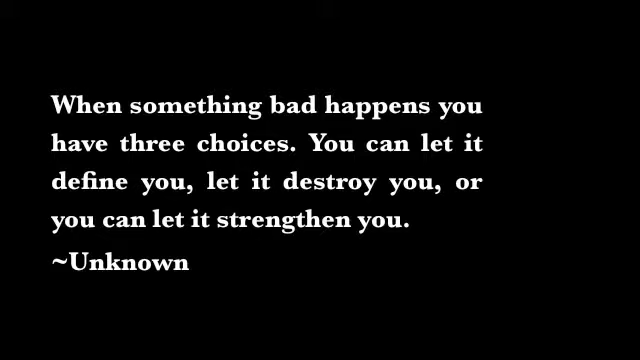 When something bad happens you
have three choices. You can let it
define you, let it destroy you, or
you can let it strengthen you.
~Unknown